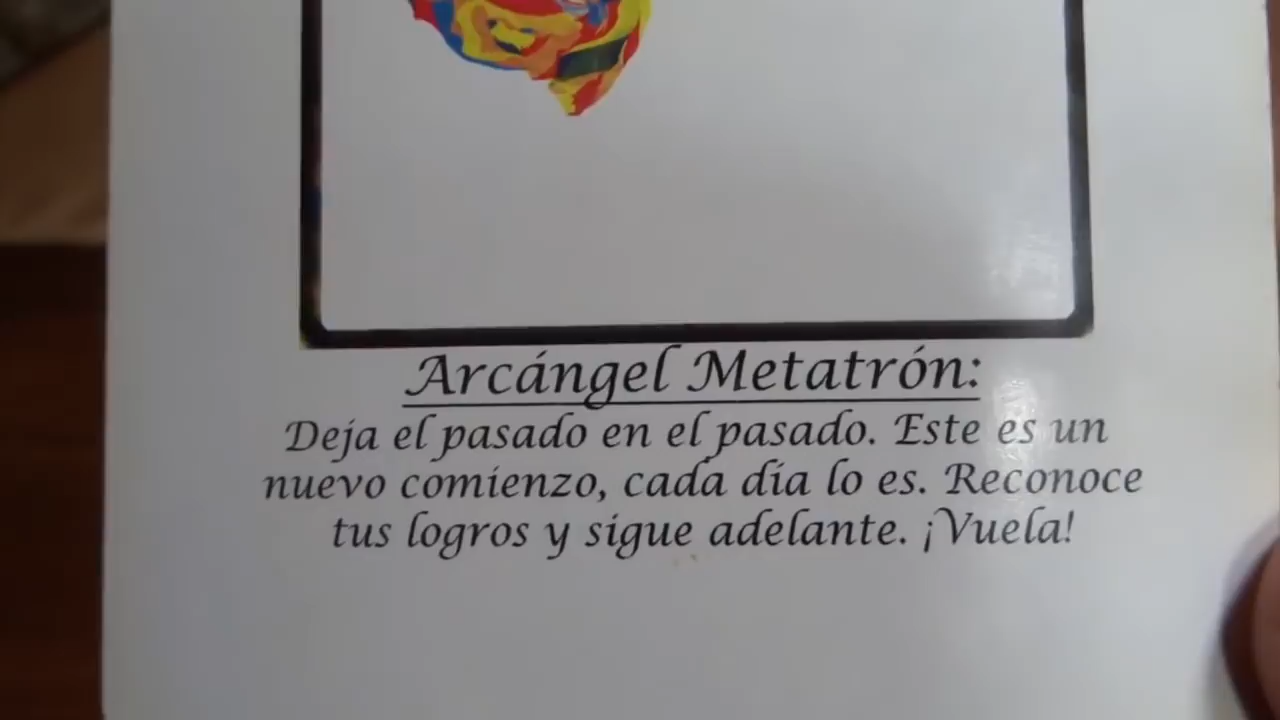 Arcángel Metatrón:
Deja el pasado en el pasado. Este es un
nuevo comienzo, cada día lo es. Reconoce
tus logros y sigue adelante. ¡Vuela!